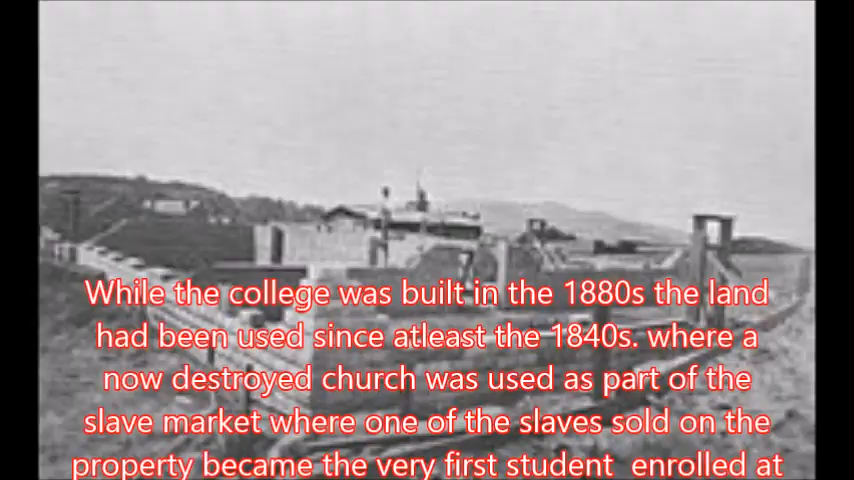 While the college was built in the 1880s the land
had been used since atleast the 1840s. where a
now destroyed church was used as part of the
slave market where one of the slaves sold on the
property became the very first student  enrolled at